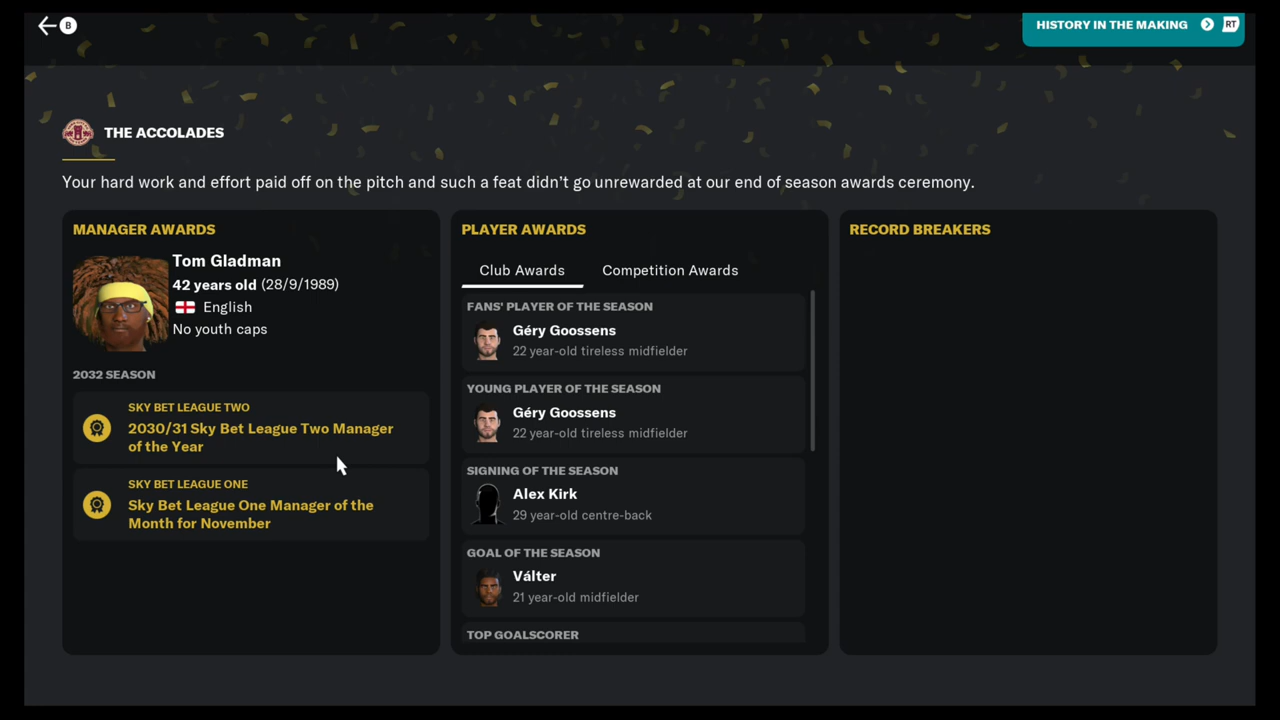 B
HISTORY IN THE MAKING
RT
THE ACCOLADES
Your hard work and effort paid off on the pitch and such a feat didn't go unrewarded at our end of season awards ceremony.
MANAGER AWARDS
Tom Gladman
42 years old (28/9/1989)
English
No youth caps
2032 SEASON
SKY BET LEAGUE TWO
2030/31 Sky Bet League Two Manager
of the Year
SKY BET LEAGUE ONE
Sky Bet League One Manager of the
Month for November
PLAYER AWARDS
Club Awards
Competition Awards
FANS' PLAYER OF THE SEASON
Géry Goossens
22 year-old tireless midfielder
YOUNG PLAYER OF THE SEASON
Géry Goossens
22 year-old tireless midfielder
SIGNING OF THE SEASON
Alex Kirk
29 year-old centre-back
GOAL OF THE SEASON
Válter
21 year-old midfielder
TOP GOALSCORER
RECORD BREAKERS